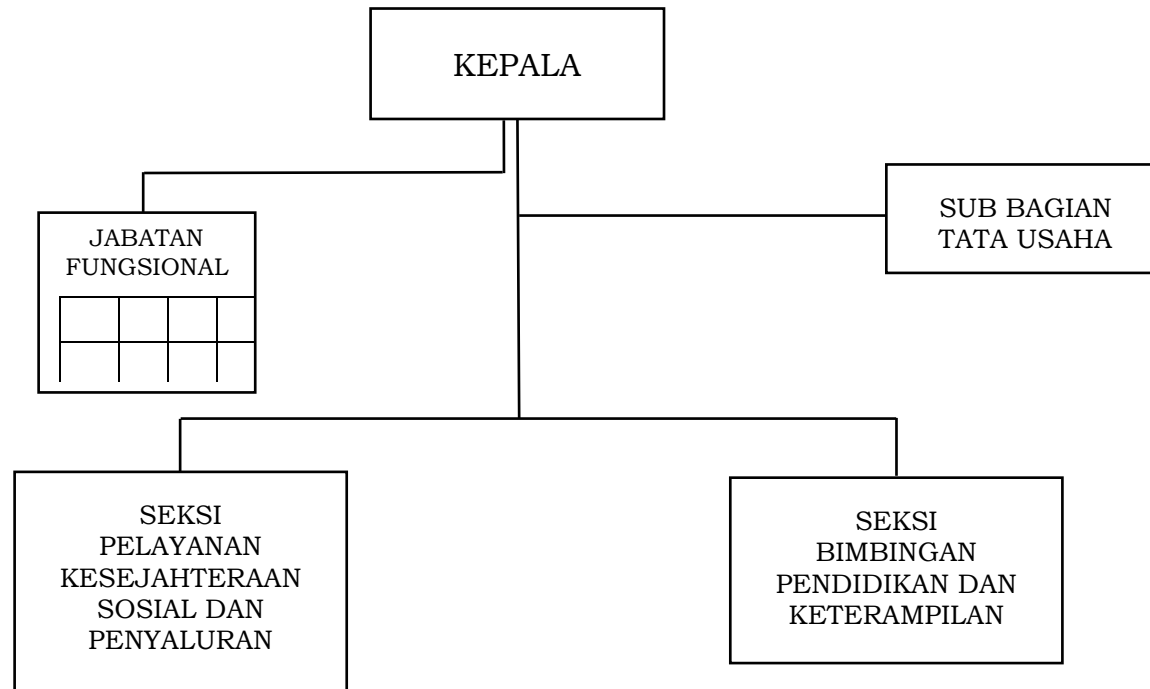 KEPALA
SUB BAGIAN
TATA USAHA
JABATAN
FUNGSIONAL
SEKSI
PELAYANAN
KESEJAHTERAAN
SOSIAL DAN
PENYALURAN
SEKSI
BIMBINGAN
PENDIDIKAN DAN
KETERAMPILAN